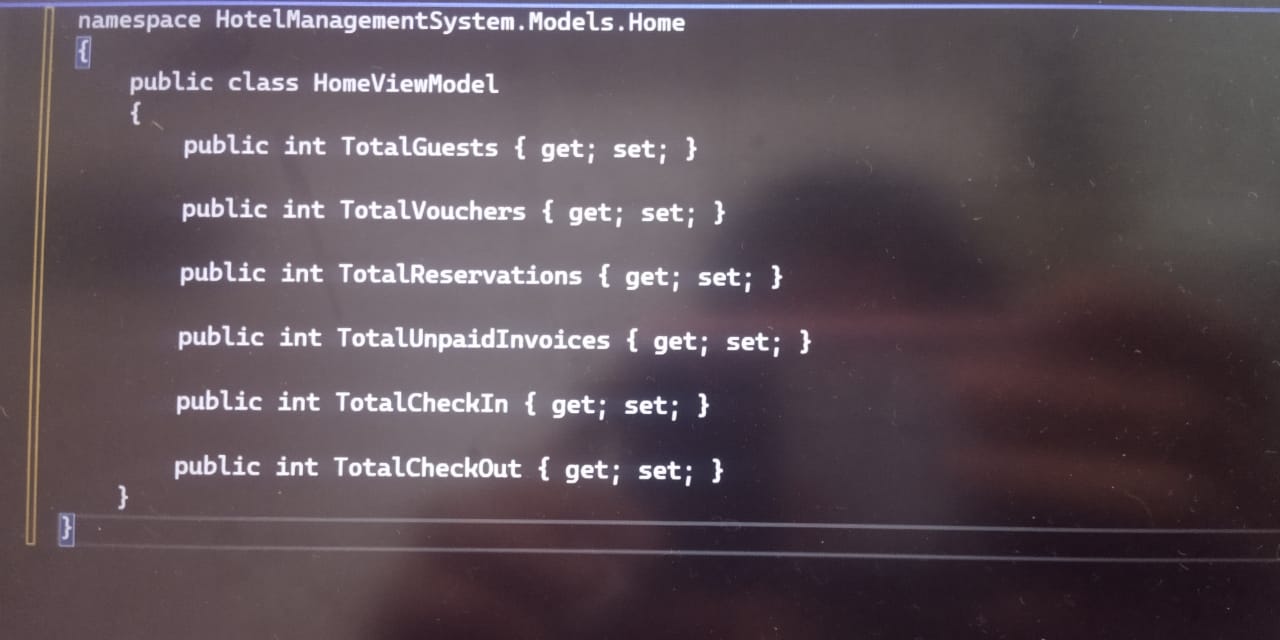 namespace HotelManagementSystem.Models.Home
{
public class HomeViewModel
{
public int TotalGuests { get; set; }
public int TotalVouchers { get; set; }
public int TotalReservations { get; set; }
public int TotalUnpaidInvoices { get; set; }
public int TotalCheckIn { get; set; }
public int TotalCheckOut { get; set; }
}
}